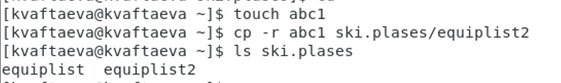 [kvaftaeva@kvaftaeva ~]$ touch abc1
[kvaftaeva@kvaftaeva ~]$ cp -r abc1 ski.plases/equiplist2
[kvaftaeva@kvaftaeva ~]$ ls ski.plases
equiplist  equiplist2